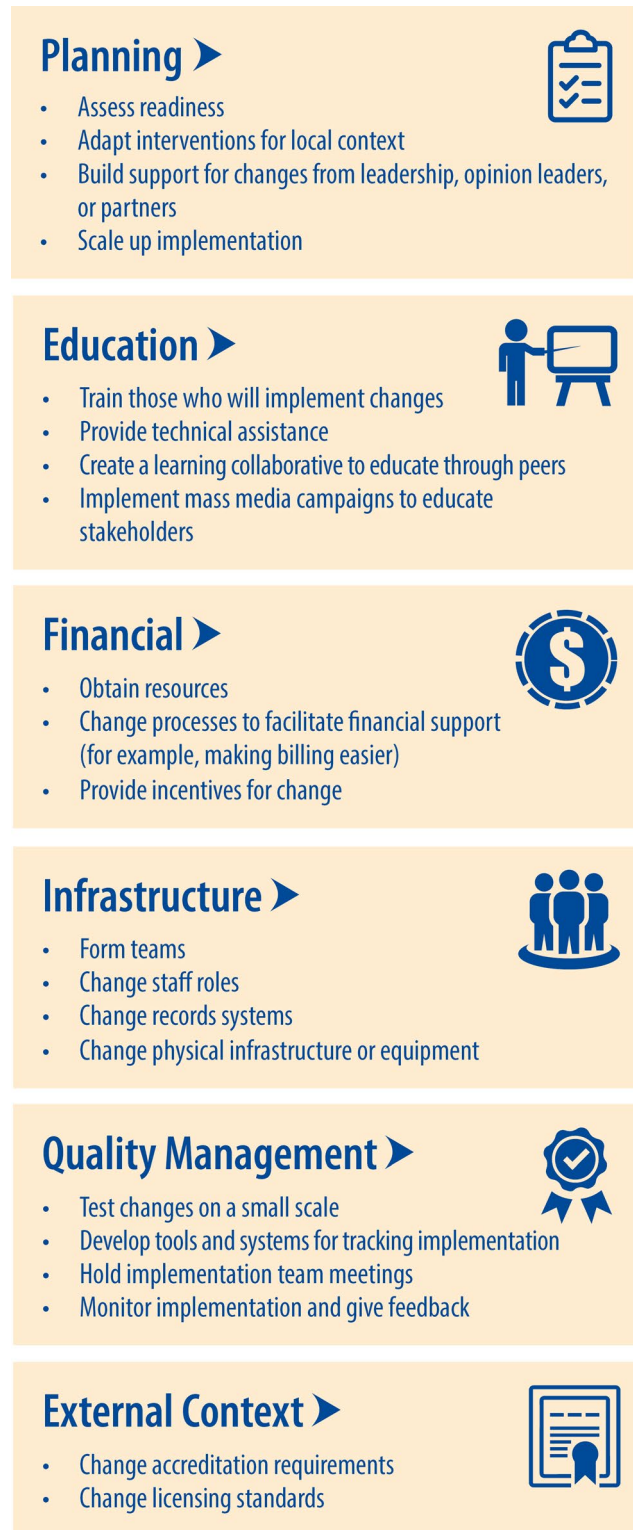 Planning ➤
• Assess readiness
• Adapt interventions for local context
• Build support for changes from leadership, opinion leaders,
or partners
• Scale up implementation
Education ➤
• Train those who will implement changes
• Provide technical assistance
• Create a learning collaborative to educate through peers
• Implement mass media campaigns to educate
stakeholders
Financial ➤
$
• Obtain resources
• Change processes to facilitate financial support
(for example, making billing easier)
• Provide incentives for change
Infrastructure ➤
• Form teams
• Change staff roles
• Change records systems
• Change physical infrastructure or equipment
Quality Management ➤
• Test changes on a small scale
• Develop tools and systems for tracking implementation
• Hold implementation team meetings
• Monitor implementation and give feedback
External Context ➤
• Change accreditation requirements
• Change licensing standards